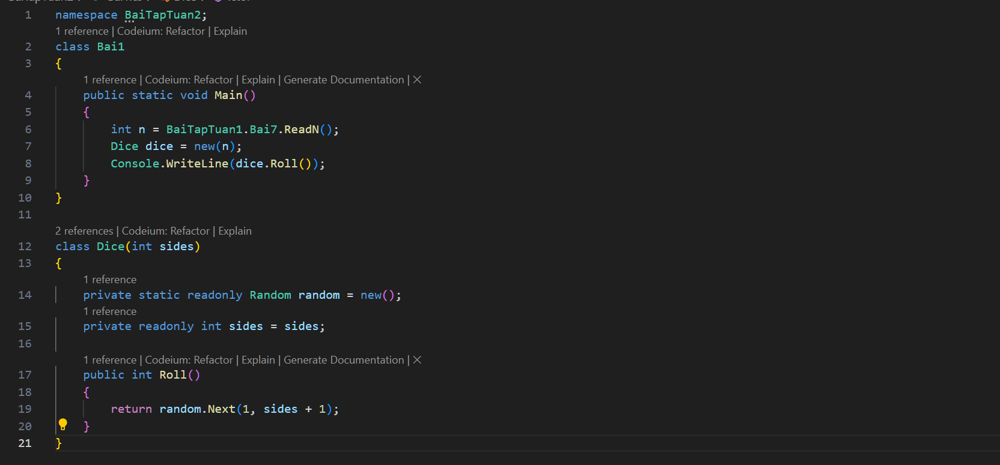 1 namespace BaiTapTuan2;
1 reference | Codeium: Refactor | Explain
2 class Bai1
3 {
1 reference | Codeium: Refactor | Explain | Generate Documentation | ×
4 public static void Main()
5 {
6 int n = BaiTapTuan1.Bai7.ReadN();
7 Dice dice = new(n);
8 Console.WriteLine(dice.Roll());
9 }
10 }
11
2 references | Codeium: Refactor | Explain
12 class Dice(int sides)
13 {
1 reference
14 private static readonly Random random = new();
1 reference
15 private readonly int sides = sides;
16
1 reference | Codeium: Refactor | Explain | Generate Documentation | ×
17 public int Roll()
18 {
19 return random.Next(1, sides + 1);
20 }
21 }